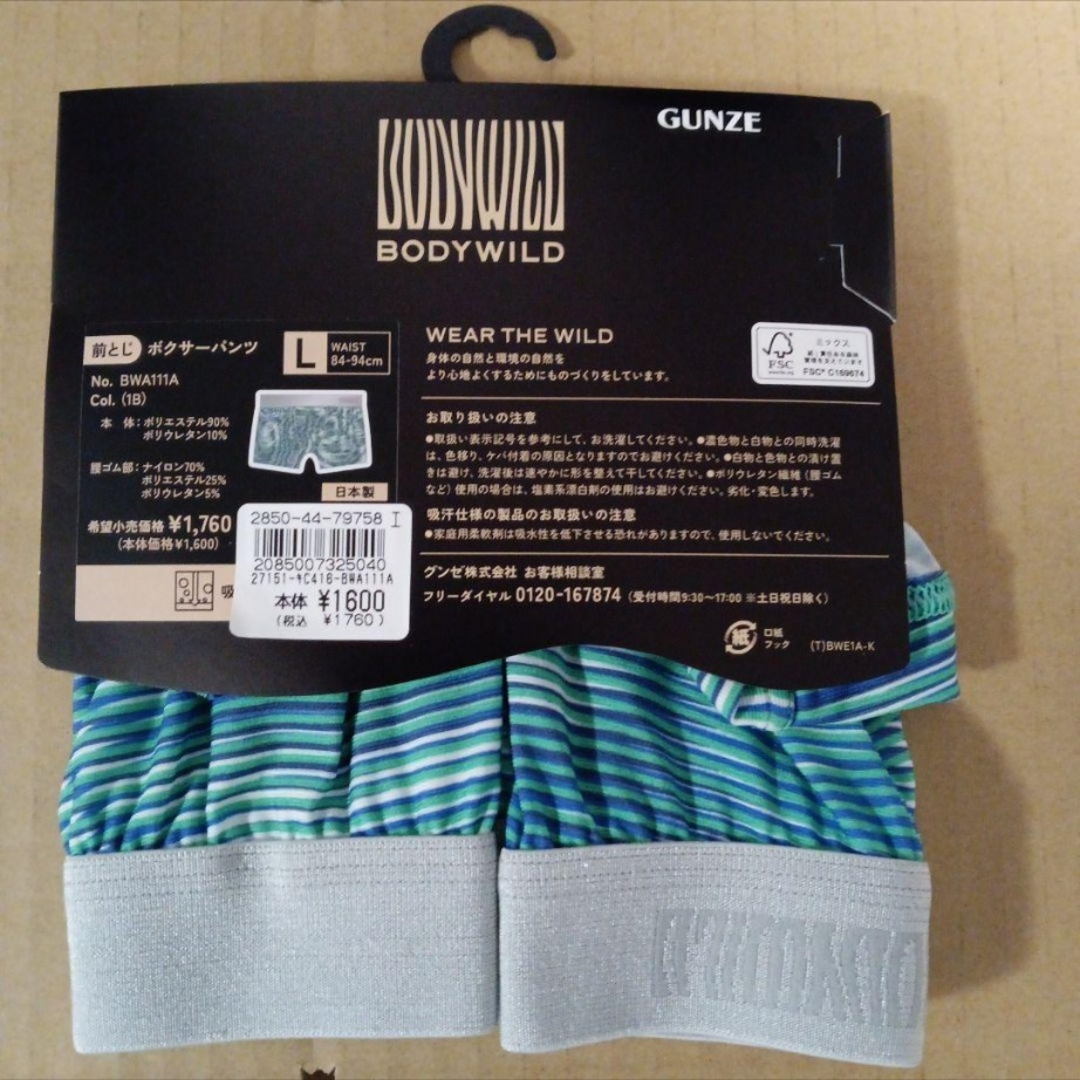 GUNZE
BODYWILD
BODYWILD
前とじ ボクサーパンツ
L WAIST
84-94cm
No. BWA111A
Col. (1B)
本 体：ポリエステル90%
ポリウレタン10%
腰ゴム部：ナイロン70%
ポリエステル25%
ポリウレタン5%
日本製
希望小売価格 ¥1,760
(本体価格¥1,600)
吸
2850-44-79758 I
2085007325040
27151-ｷC416-BWA111A
本体 ¥1600
(税込 ¥1760)
WEAR THE WILD
身体の自然と環境の自然を
より心地よくするためにものづくりをしています。
FSC
ミックス
FSC® C169674
お取り扱いの注意
●取扱い表示記号を参考にして、お洗濯してください。●濃色物と白物との同時洗濯
は、色移り、ケバ付着の原因となりますのでお避けください。●白物と色物との漬け置
きは避け、洗濯後は速やかに形を整えて干してください。●ポリウレタン繊維（腰ゴム
など）使用の場合は、塩素系漂白剤の使用はお避けください。劣化・変色します。
吸汗仕様の製品のお取扱いの注意
●家庭用柔軟剤は吸水性を低下させる恐れがありますので、使用しないでください。
グンゼ株式会社 お客様相談室
フリーダイヤル 0120-167874（受付時間9:30〜17:00 ※土日祝日除く）
紙 口紙
フック
(T)BWE1A-K